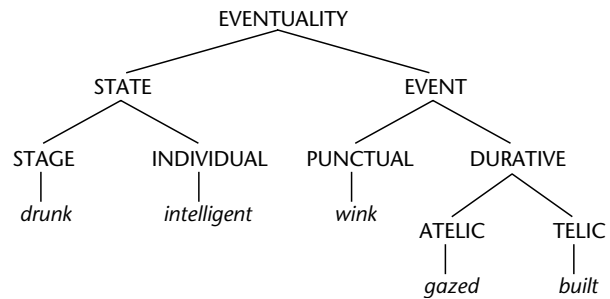 EVENTUALITY
STATE EVENT
STAGE INDIVIDUAL PUNCTUAL DURATIVE
drunk intelligent wink
ATELIC TELIC
gazed built